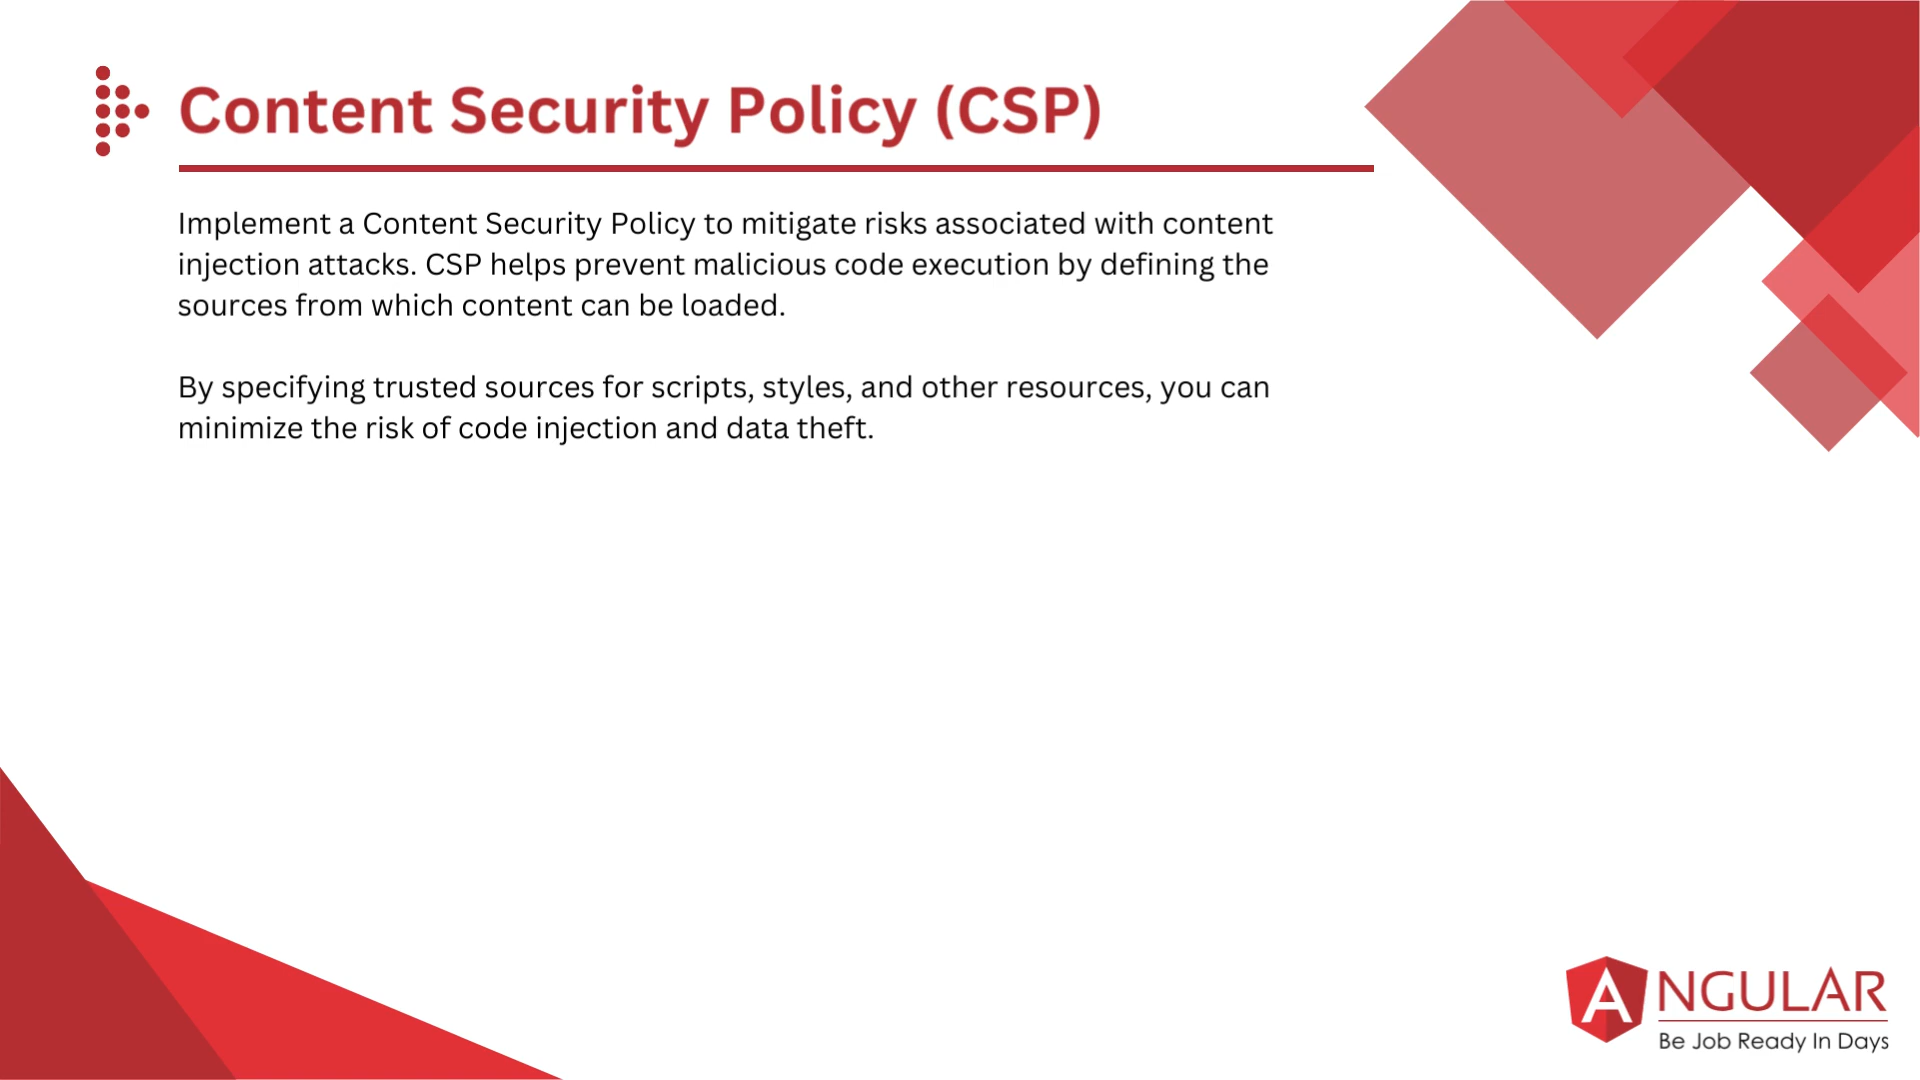 Content Security Policy (CSP)
Implement a Content Security Policy to mitigate risks associated with content
injection attacks. CSP helps prevent malicious code execution by defining the
sources from which content can be loaded.
By specifying trusted sources for scripts, styles, and other resources, you can
minimize the risk of code injection and data theft.
ANGULAR
Be Job Ready In Days